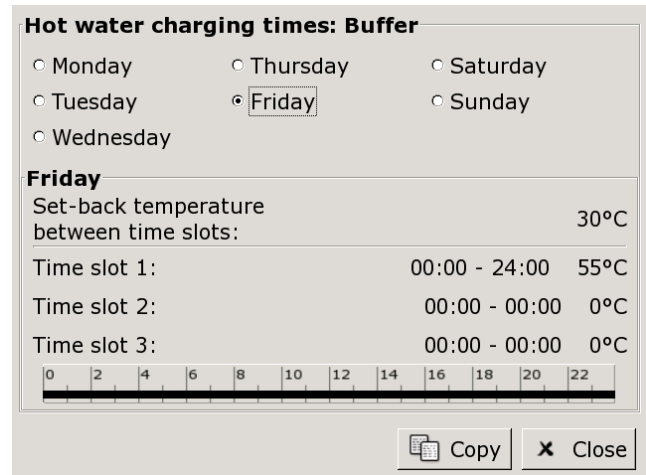 Hot water charging times: Buffer
Monday Thursday Saturday
Tuesday Friday Sunday
Wednesday
Friday
Set-back temperature
between time slots: 30°C
Time slot 1: 00:00 - 24:00 55°C
Time slot 2: 00:00 - 00:00 0°C
Time slot 3: 00:00 - 00:00 0°C
0 2 4 6 8 10 12 14 16 18 20 22
Copy Close